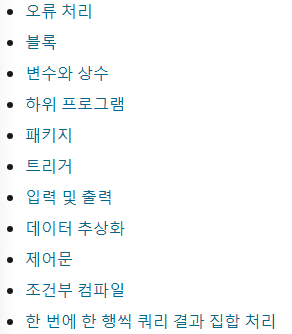 오류 처리
블록
변수와 상수
하위 프로그램
패키지
트리거
입력 및 출력
데이터 추상화
제어문
조건부 컴파일
한 번에 한 행씩 쿼리 결과 집합 처리